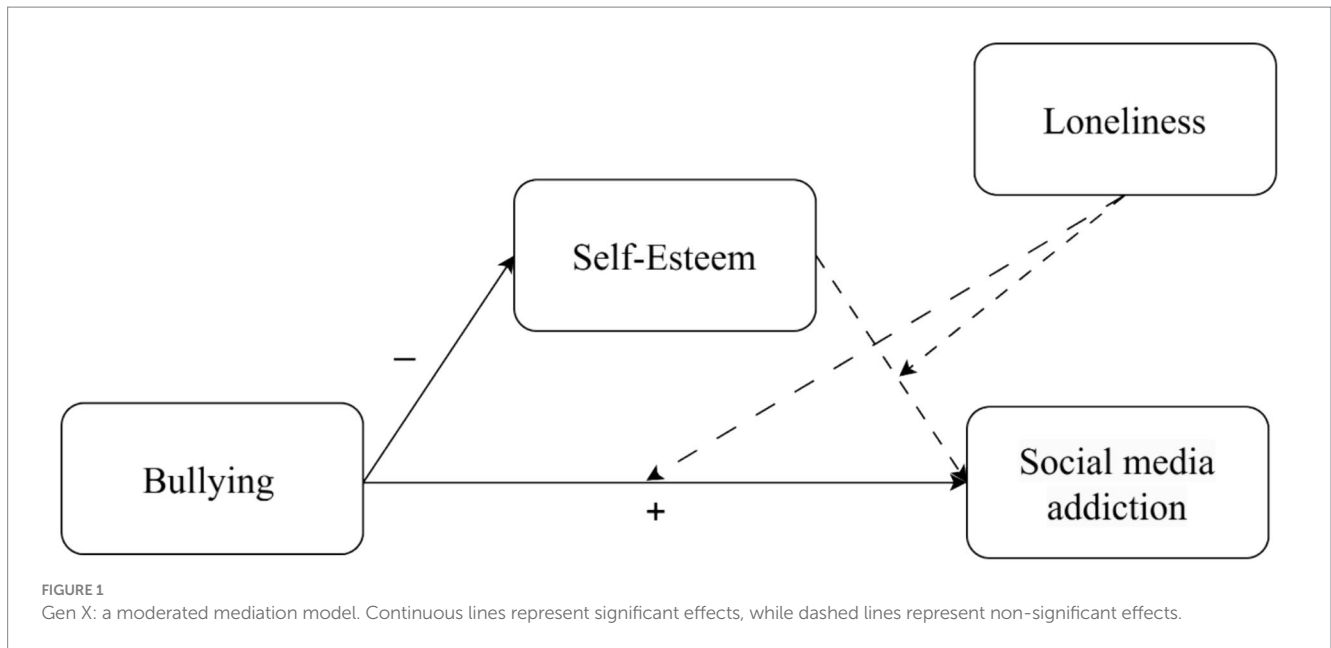 Loneliness
Self-Esteem
−
Bullying
+
Social media
addiction
FIGURE 1
Gen X: a moderated mediation model. Continuous lines represent significant effects, while dashed lines represent non-significant effects.